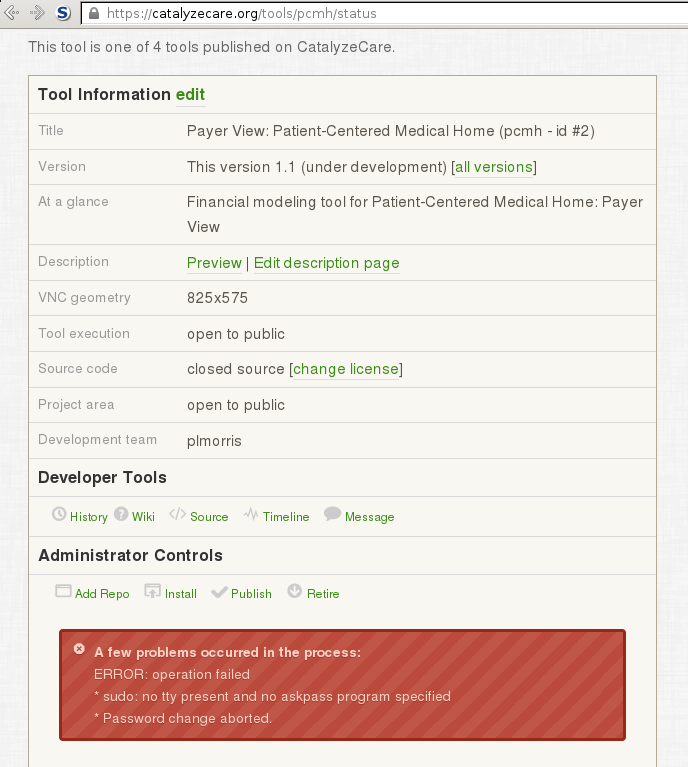 https://catalyzecare.org/tools/pcmh/status
This tool is one of 4 tools published on CatalyzeCare.
Tool Information edit
Title Payer View: Patient-Centered Medical Home (pcmh - id #2)
Version This version 1.1 (under development) [all versions]
At a glance Financial modeling tool for Patient-Centered Medical Home: Payer
View
Description Preview | Edit description page
VNC geometry 825x575
Tool execution open to public
Source code closed source [change license]
Project area open to public
Development team plmorris
Developer Tools
History Wiki Source Timeline Message
Administrator Controls
Add Repo Install Publish Retire
A few problems occurred in the process:
ERROR: operation failed
* sudo: no tty present and no askpass program specified
* Password change aborted.